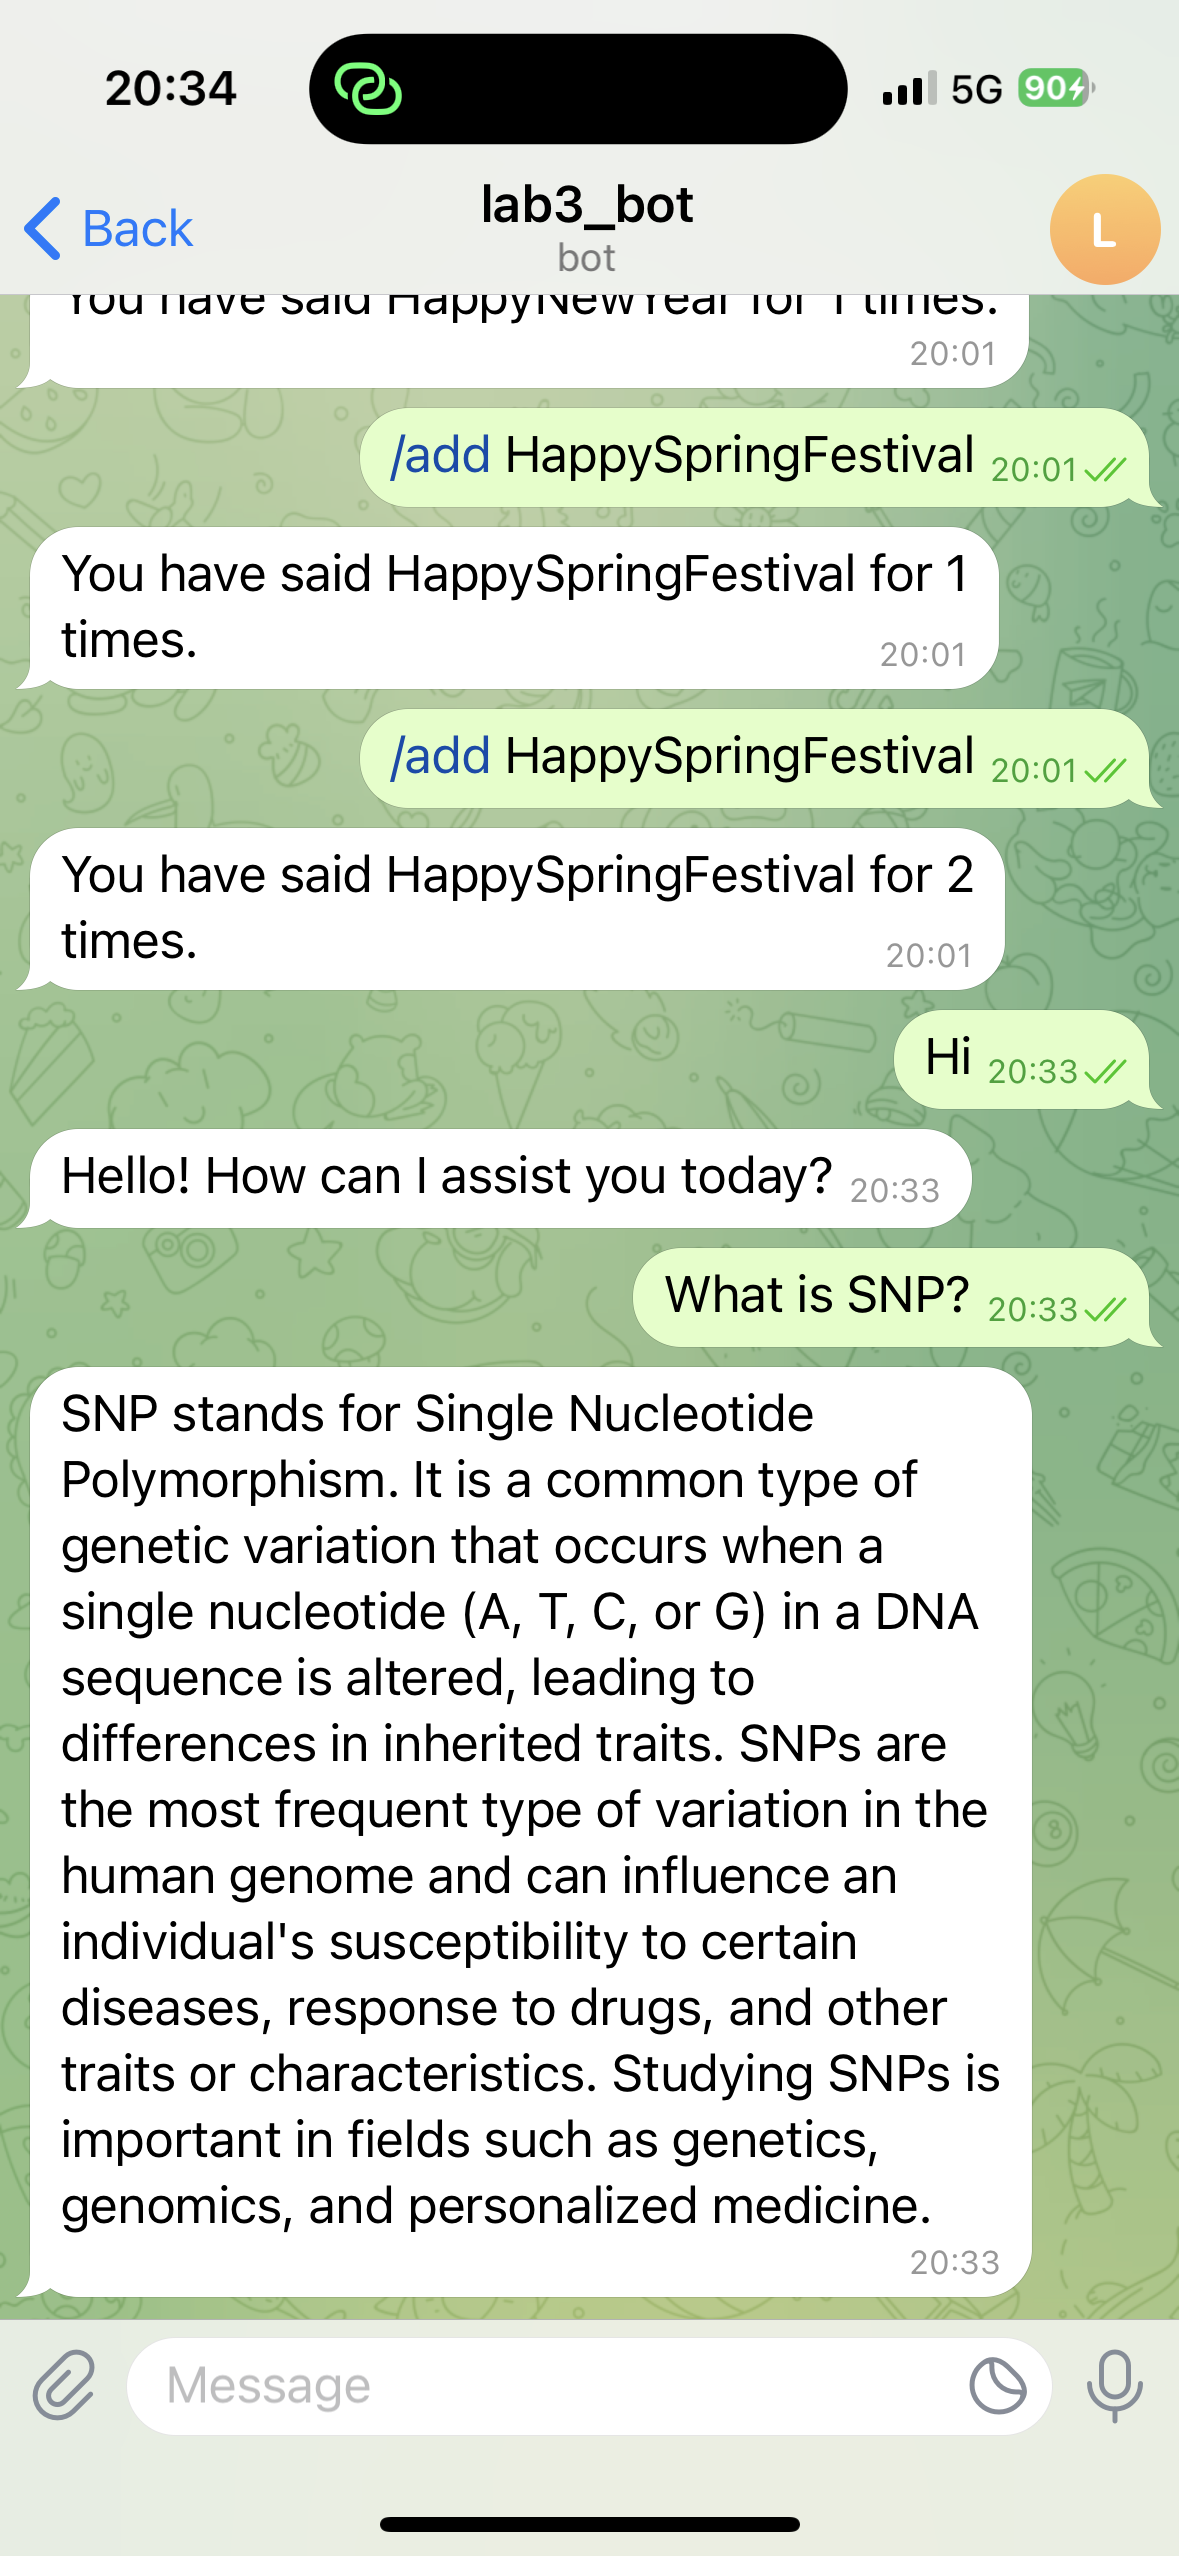 20:34
5G 90
Back
lab3_bot
bot
L
You have said HappyNewYear for 1 times.
20:01
/add HappySpringFestival 20:01
You have said HappySpringFestival for 1
times.
20:01
/add HappySpringFestival 20:01
You have said HappySpringFestival for 2
times.
20:01
Hi 20:33
Hello! How can I assist you today? 20:33
What is SNP? 20:33
SNP stands for Single Nucleotide
Polymorphism. It is a common type of
genetic variation that occurs when a
single nucleotide (A, T, C, or G) in a DNA
sequence is altered, leading to
differences in inherited traits. SNPs are
the most frequent type of variation in the
human genome and can influence an
individual's susceptibility to certain
diseases, response to drugs, and other
traits or characteristics. Studying SNPs is
important in fields such as genetics,
genomics, and personalized medicine.
20:33
Message